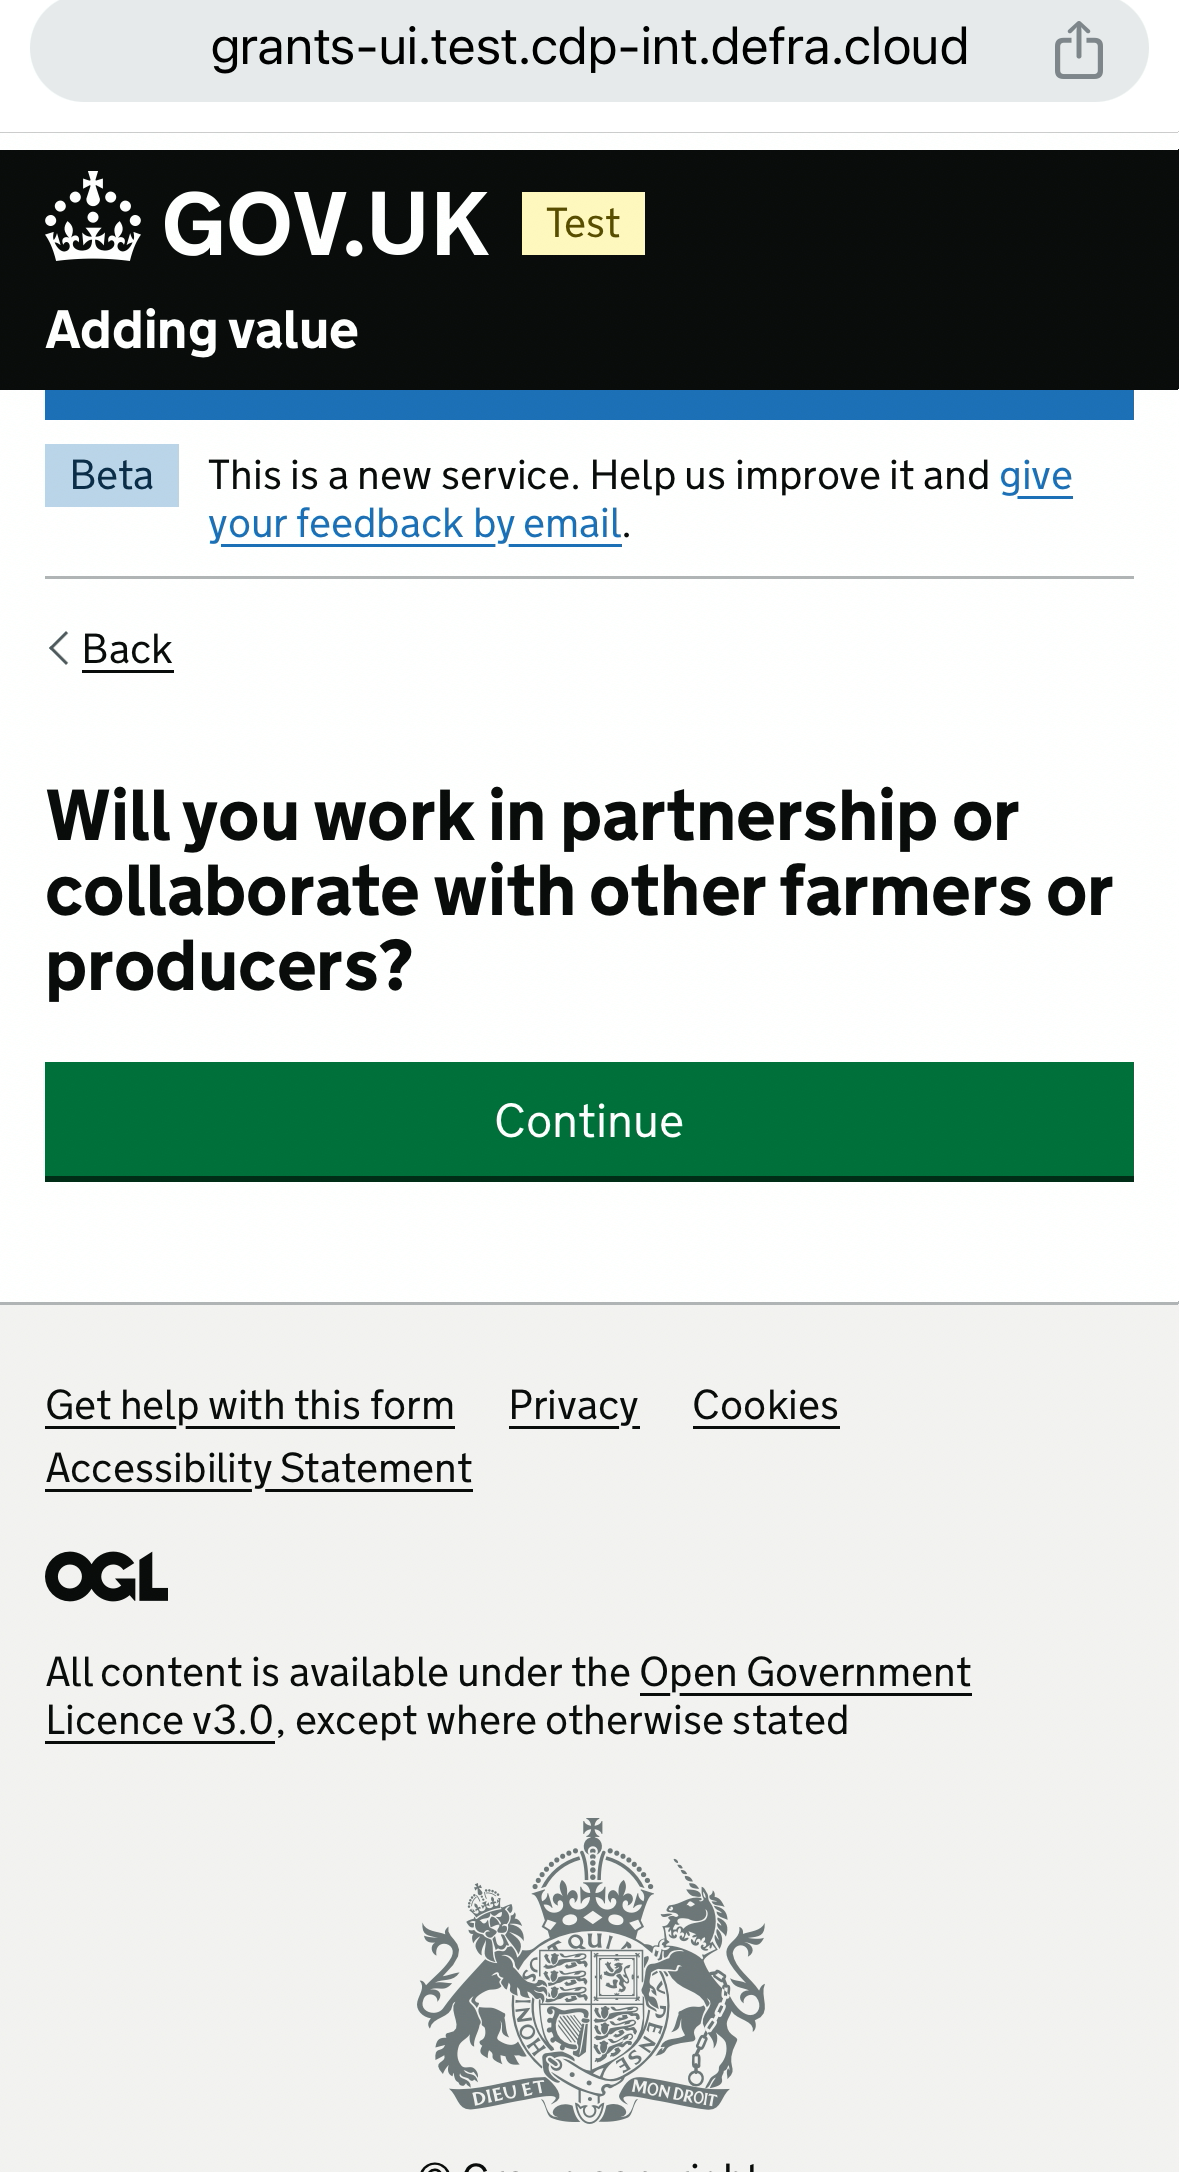 grants-ui.test.cdp-int.defra.cloud
GOV.UK Test
Adding value
Beta This is a new service. Help us improve it and give
your feedback by email.
Back
Will you work in partnership or
collaborate with other farmers or
producers?
Continue
Get help with this form Privacy Cookies
Accessibility Statement
OGL
All content is available under the Open Government
Licence v3.0, except where otherwise stated
QUI
HONI
PENSE
DIEU ET MON DROIT
© Crown copyright